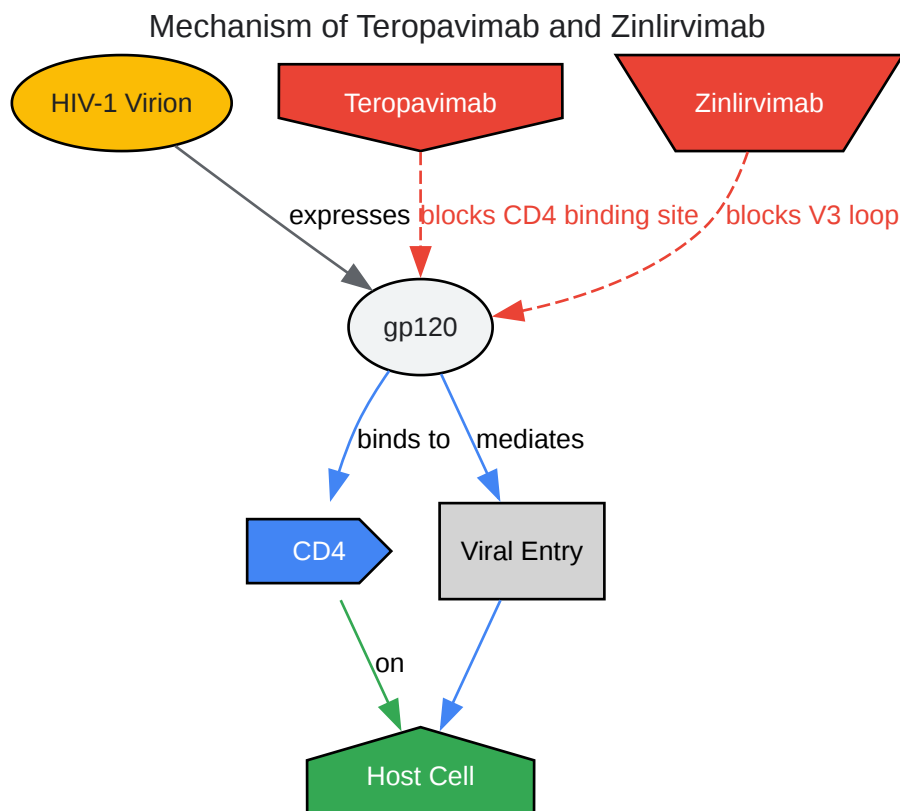 Mechanism of Teropavimab and Zinlirvimab
HIV-1 Virion
Teropavimab
Zinlirvimab
expresses
blocks CD4 binding site
blocks V3 loop
gp120
binds to
mediates
CD4
Viral Entry
on
Host Cell